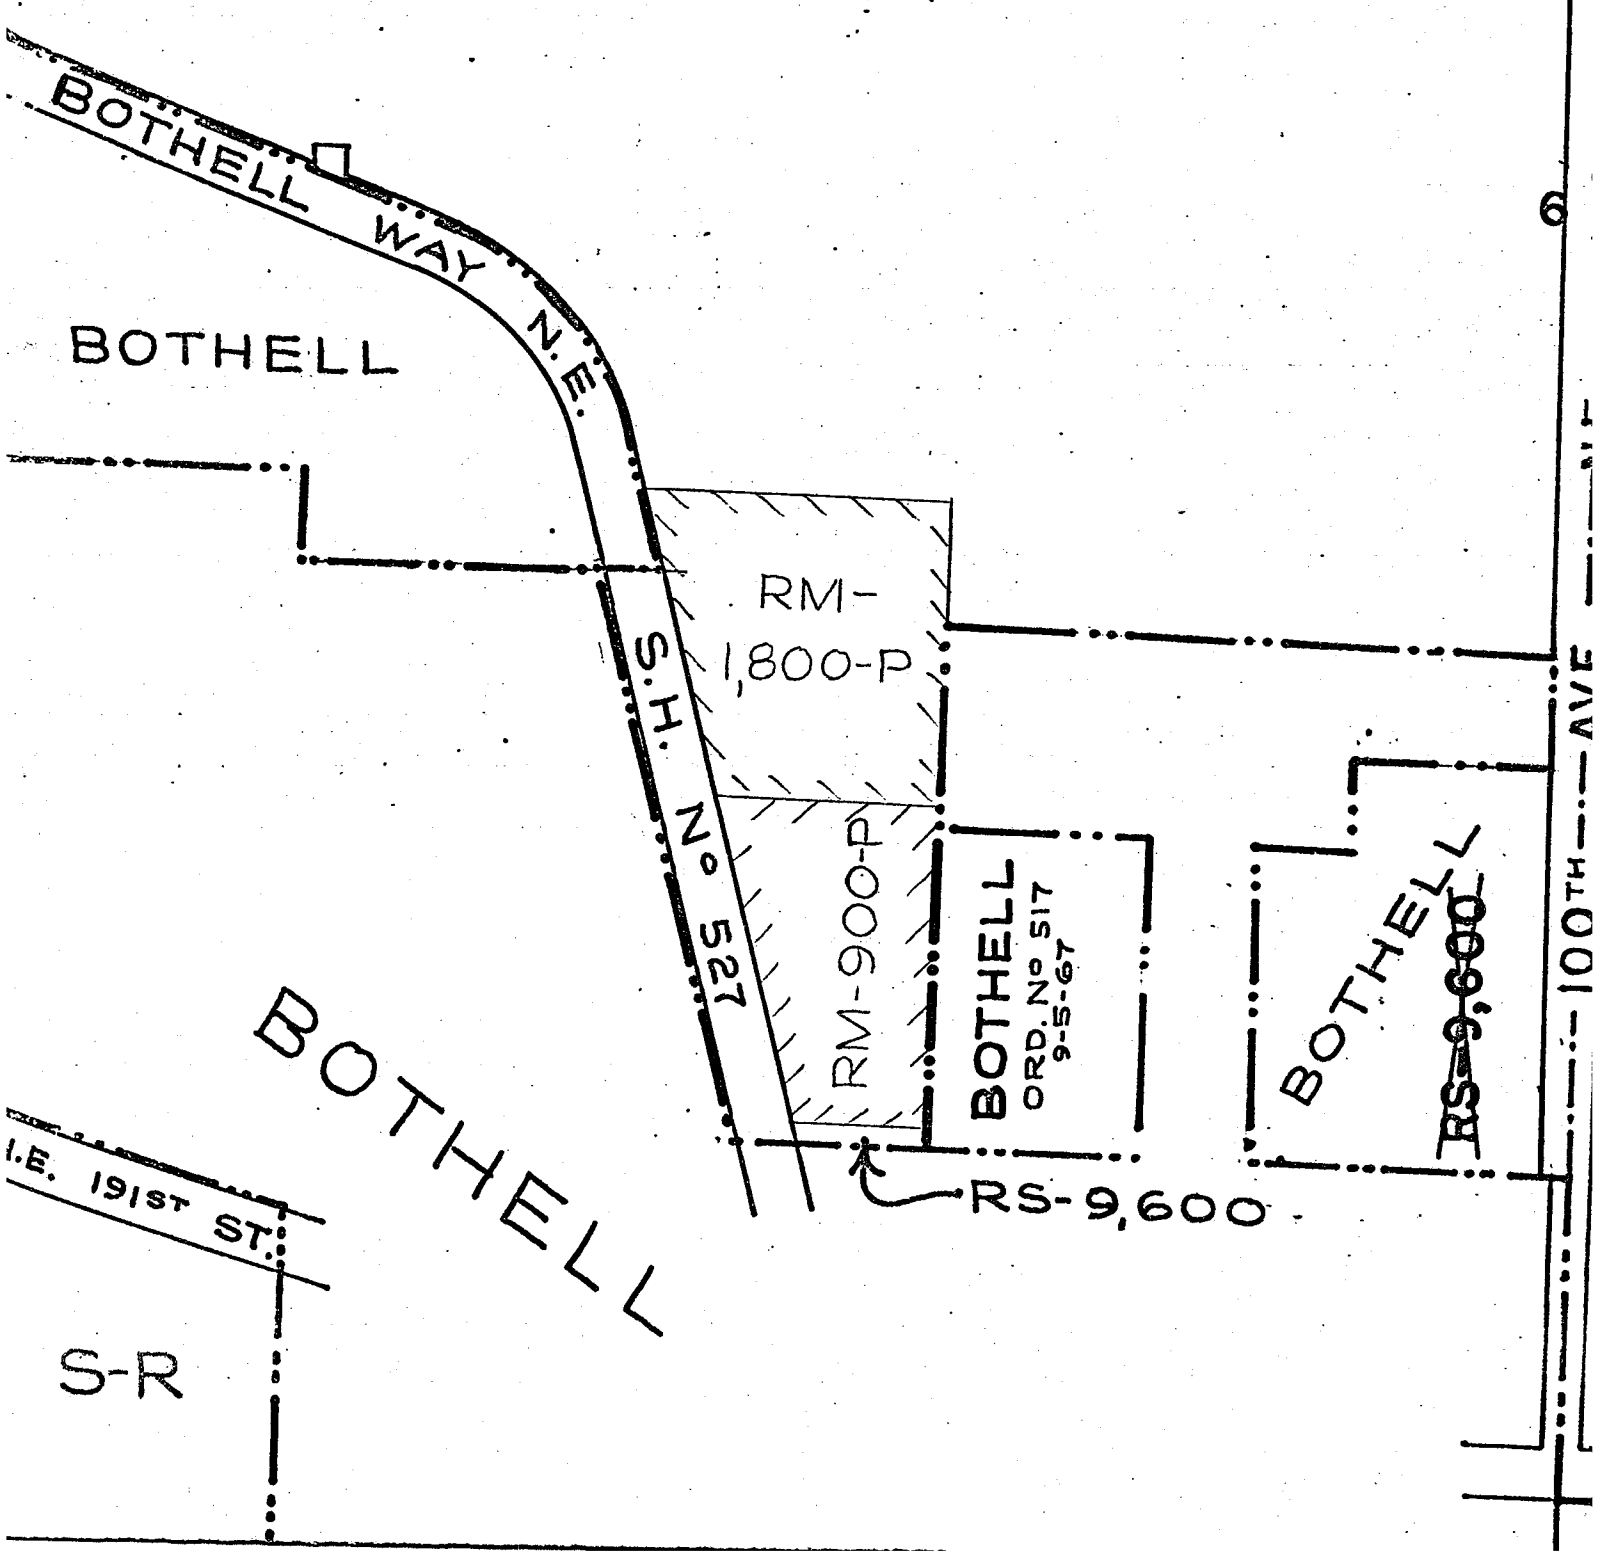 BOTHELL WAY N.E.
6
BOTHELL
RM-
1,800-P
S.H. No 527
AVE
100TH
RM-900-P
BOTHELL
ORD. No 517
9-5-67
BOTHELL
RS-9,600
BOTHELL
RS-9,600
.E. 191ST ST.
S-R